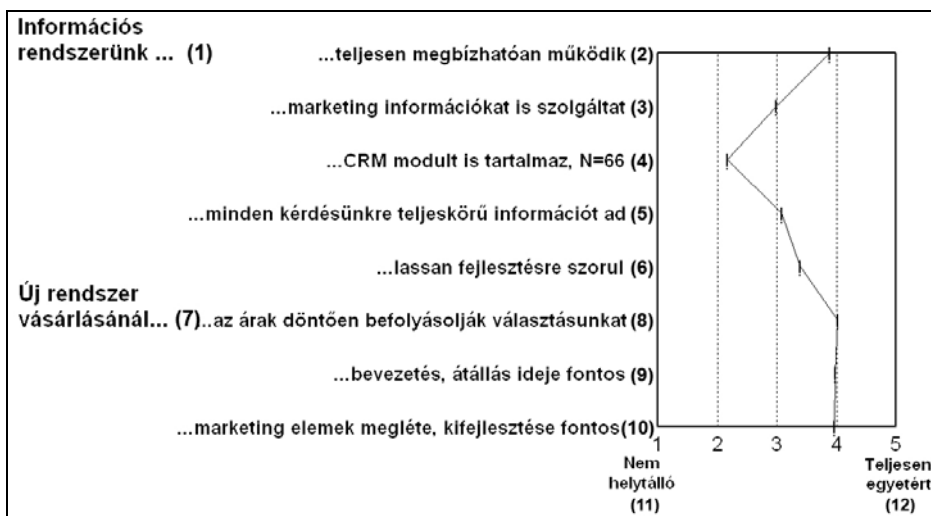 Információs
rendszerünk ... (1)
...teljesen megbízhatóan működik (2)
...marketing információkat is szolgáltat (3)
...CRM modult is tartalmaz, N=66 (4)
...minden kérdésünkre teljeskörű információt ad (5)
...lassan fejlesztésre szorul (6)
Új rendszer
vásárlásánál... (7) ...az árak döntően befolyásolják választásunkat (8)
...bevezetés, átállás ideje fontos (9)
...marketing elemek megléte, kifejlesztése fontos(10)
1 2 3 4 5
Nem
helytálló
(11)
Teljesen
egyetért
(12)